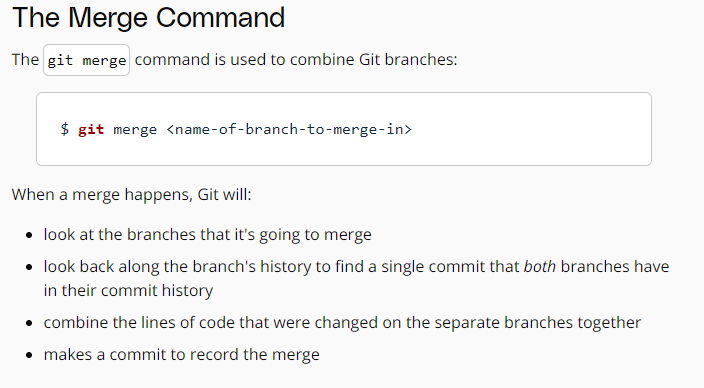 The Merge Command
The git merge command is used to combine Git branches:
$ git merge <name-of-branch-to-merge-in>
When a merge happens, Git will:
• look at the branches that it's going to merge
• look back along the branch's history to find a single commit that both branches have
in their commit history
• combine the lines of code that were changed on the separate branches together
• makes a commit to record the merge